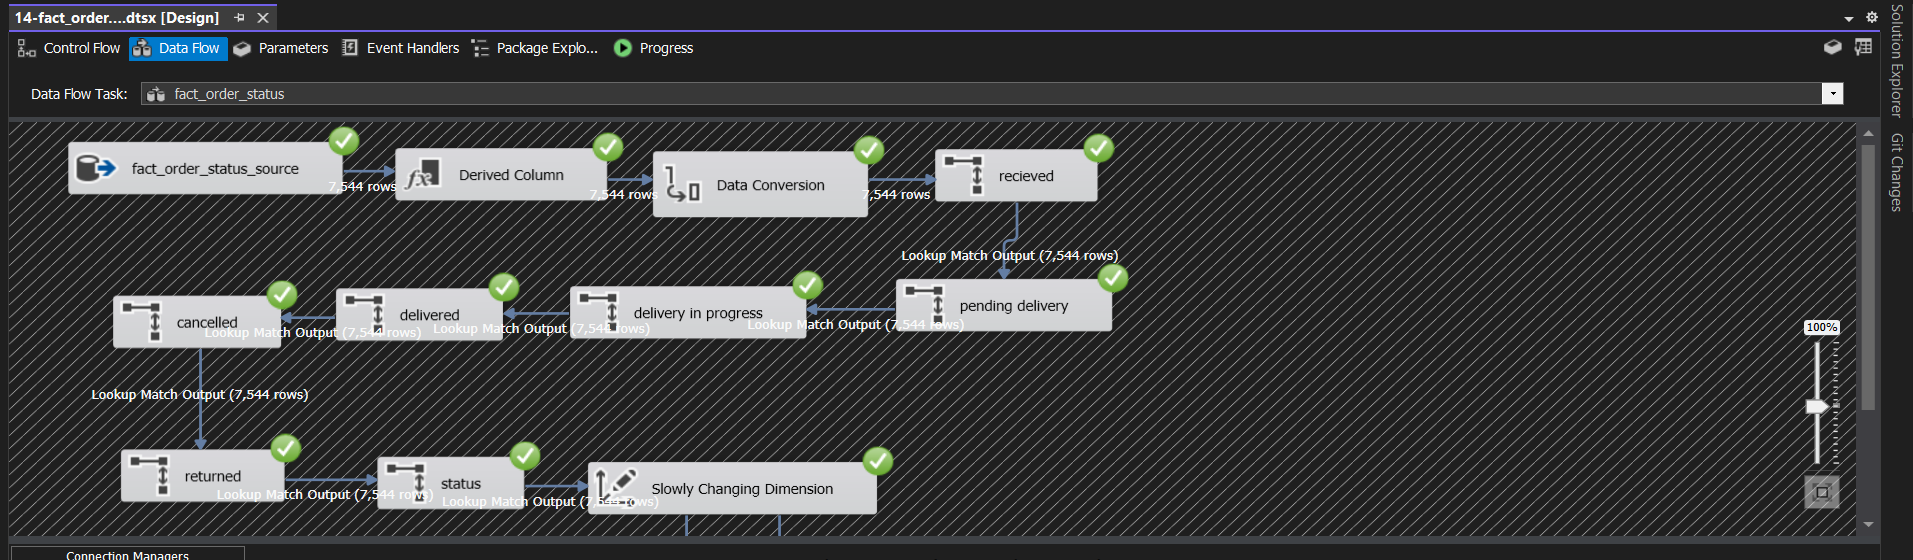 14-fact_order....dtsx [Design]
Control Flow
Data Flow
Parameters
Event Handlers
Package Explo...
Progress
Data Flow Task:
fact_order_status
fact_order_status_source
7,544 rows
Derived Column
7,544 rows
Data Conversion
7,544 rows
recieved
Lookup Match Output (7,544 rows)
pending delivery
Lookup Match Output (7,544 rows)
delivery in progress
Lookup Match Output (7,544 rows)
delivered
Lookup Match Output (7,544 rows)
cancelled
Lookup Match Output (7,544 rows)
returned
Lookup Match Output (7,544 rows)
status
Lookup Match Output (7,544 rows)
Slowly Changing Dimension
100%
Connection Managers
Solution Explorer
Git Changes